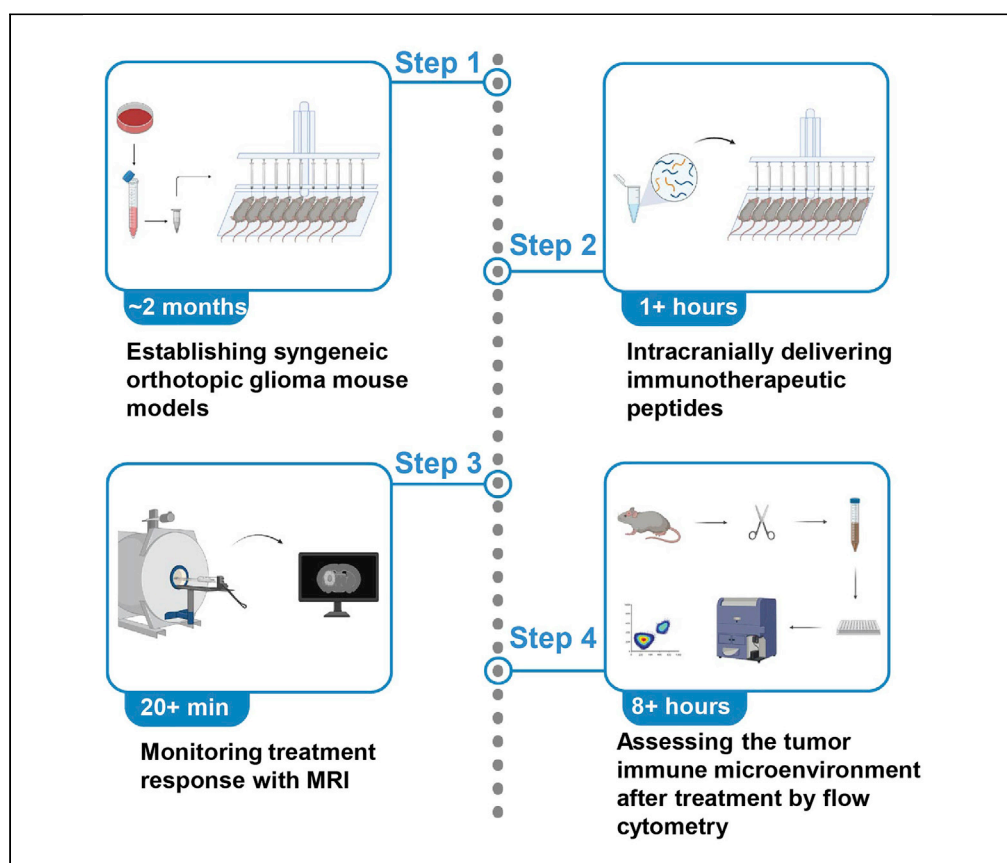 Step 1
~2 months
Establishing syngeneic
orthotopic glioma mouse
models
Step 2
1+ hours
Intracranially delivering
immunotherapeutic
peptides
Step 3
20+ min
Monitoring treatment
response with MRI
Step 4
8+ hours
Assessing the tumor
immune microenvironment
after treatment by flow
cytometry